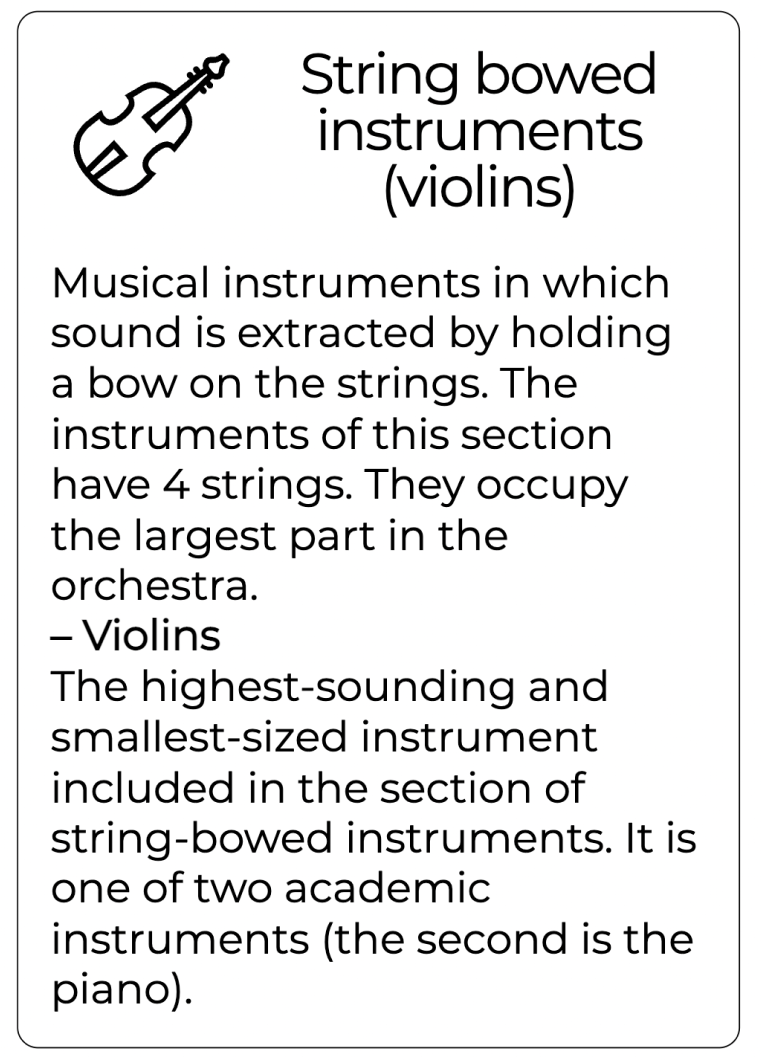 String bowed
instruments
(violins)
Musical instruments in which
sound is extracted by holding
a bow on the strings. The
instruments of this section
have 4 strings. They occupy
the largest part in the
orchestra.
– Violins
The highest-sounding and
smallest-sized instrument
included in the section of
string-bowed instruments. It is
one of two academic
instruments (the second is the
piano).